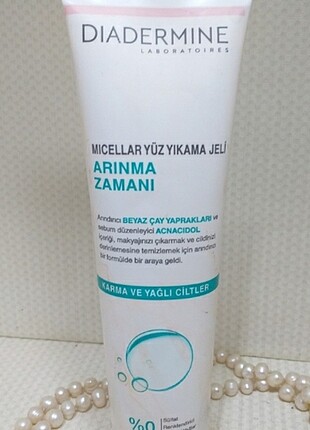 DIADERMINE
LABORATOIRES
MICELLAR YÜZ YIKAMA JELİ
ARINMA
ZAMANI
Arındırıcı BEYAZ ÇAY YAPRAKLARI ve
sebum düzenleyici ACNACIDOL
içeriği, makyajınızı çıkarmak ve cildinizi
derinlemesine temizlemek için arındırıcı
bir formülde bir araya geldi.
KARMA VE YAĞLI CİLTLER
%0
Renklendirici